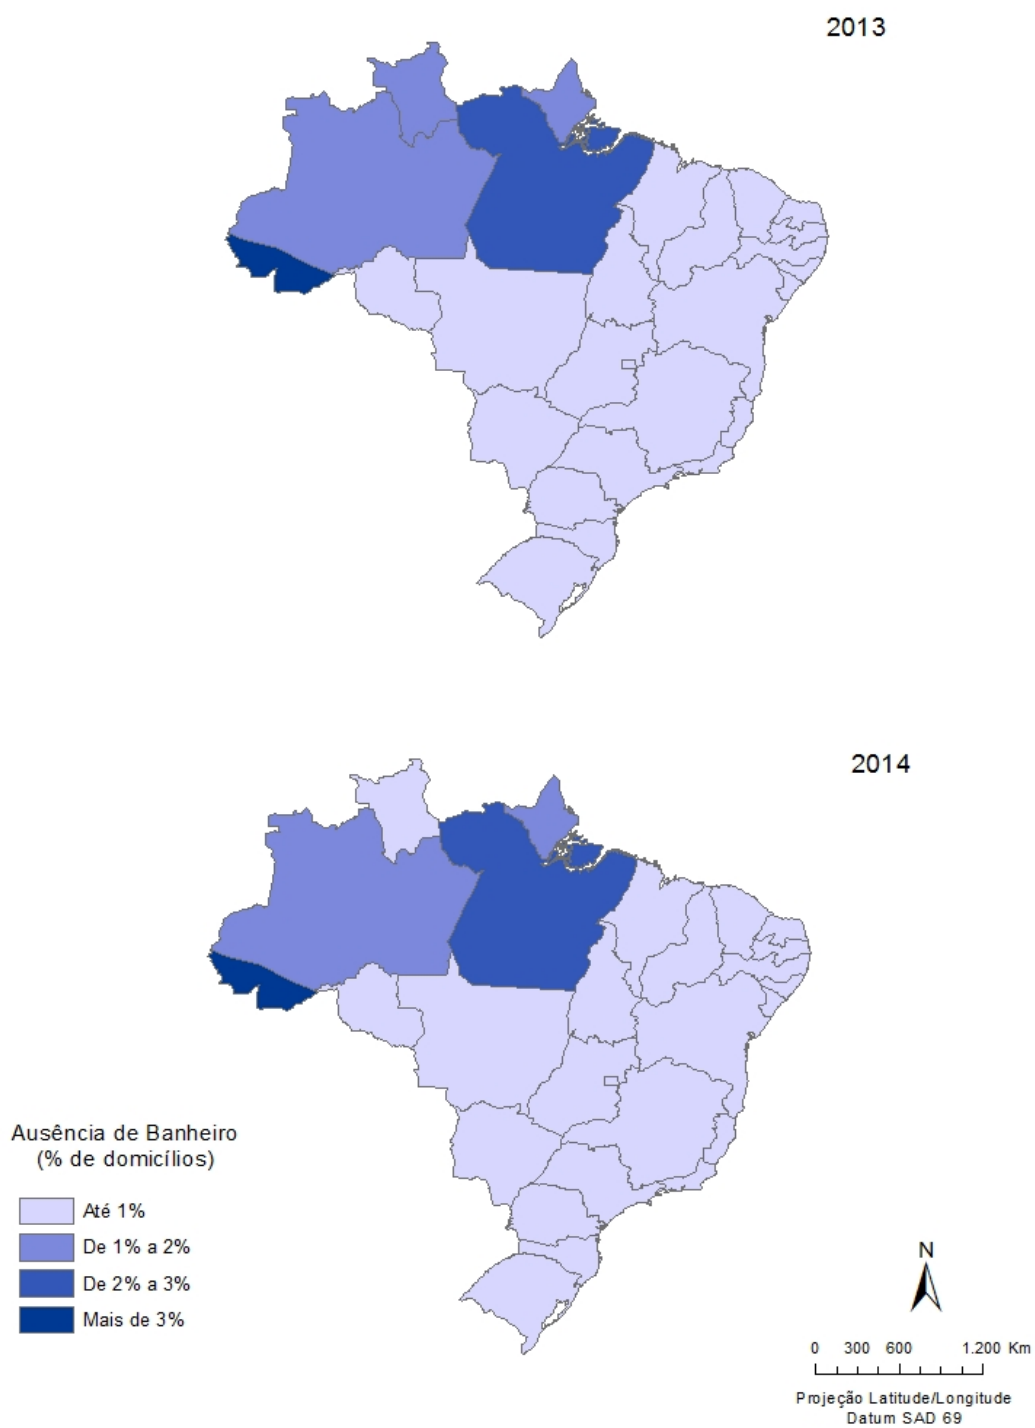 2013
2014
Ausência de Banheiro
(% de domicílios)
Até 1%
De 1% a 2%
De 2% a 3%
Mais de 3%
N
0 300 600 1.200 Km
Projeção Latitude/Longitude
Datum SAD 69